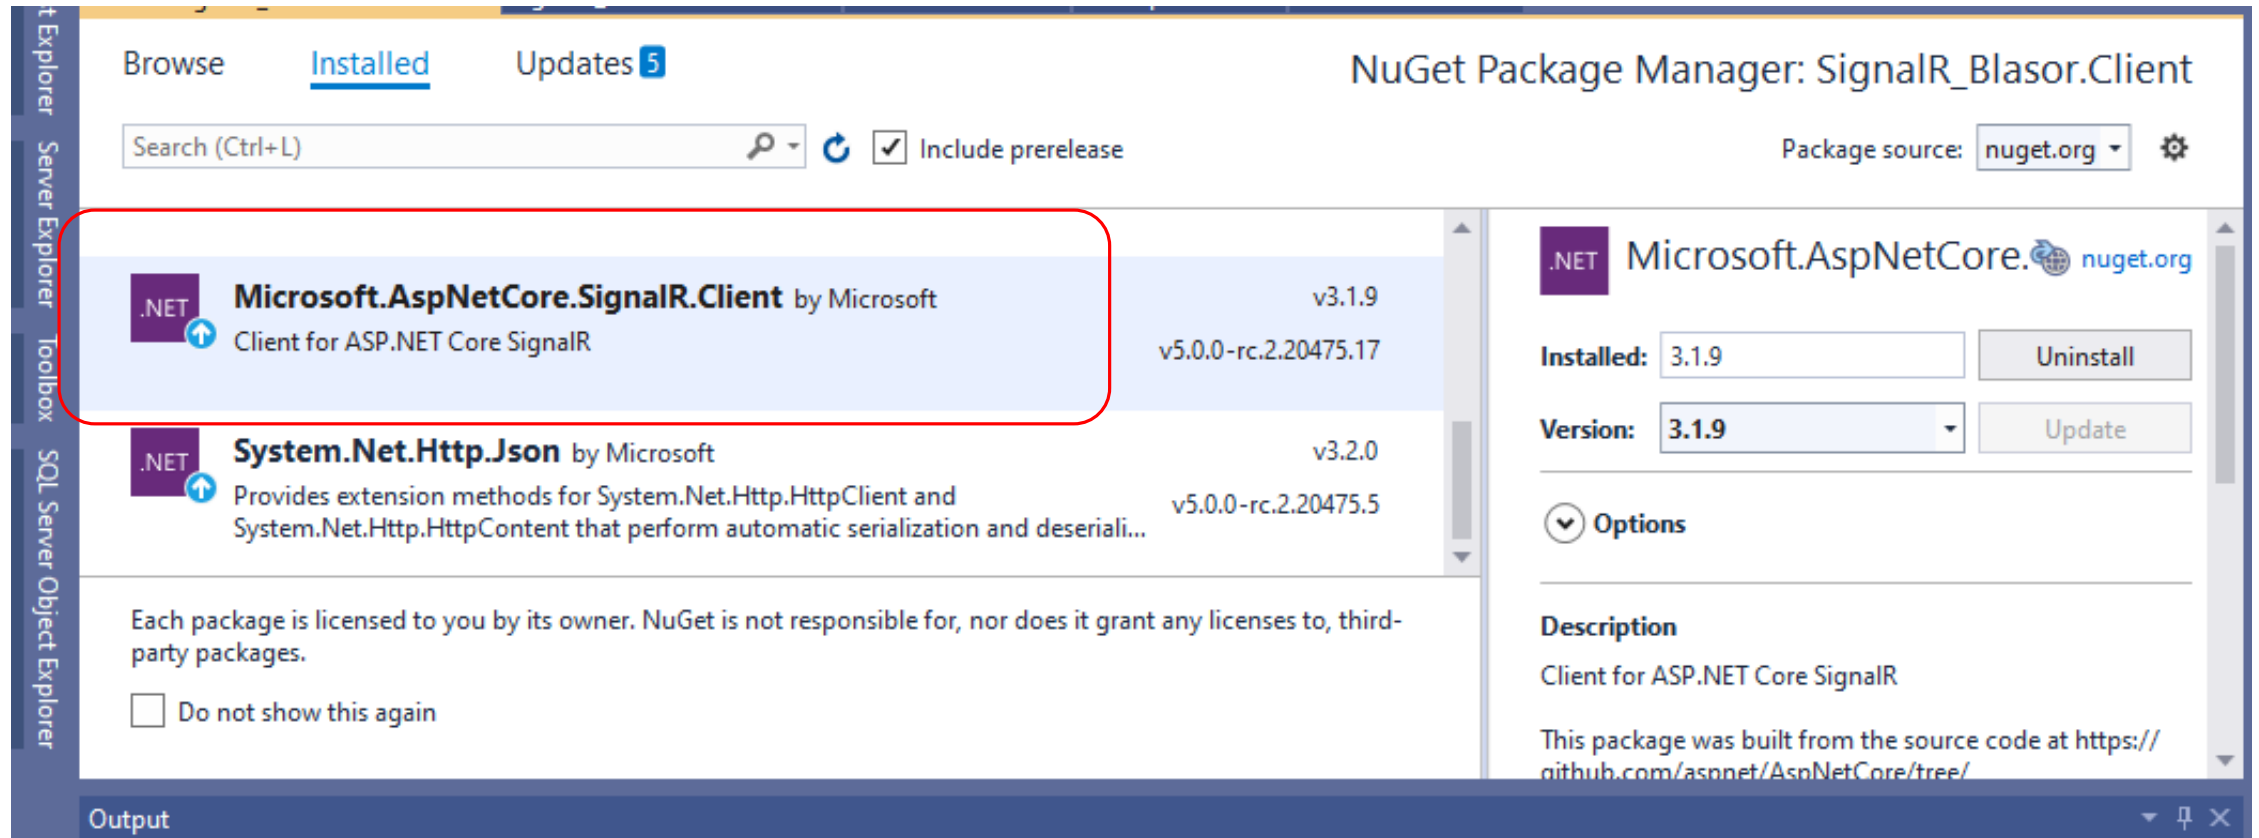 t Explorer
Server Explorer
Toolbox
SQL Server Object Explorer
Browse Installed Updates 5
NuGet Package Manager: SignalR_Blasor.Client
Search (Ctrl+L)
Include prerelease
Package source: nuget.org
.NET
Microsoft.AspNetCore.SignalR.Client by Microsoft
v3.1.9
Client for ASP.NET Core SignalR
v5.0.0-rc.2.20475.17
.NET
System.Net.Http.Json by Microsoft
v3.2.0
Provides extension methods for System.Net.Http.HttpClient and
System.Net.Http.HttpContent that perform automatic serialization and deseriali...
v5.0.0-rc.2.20475.5
Each package is licensed to you by its owner. NuGet is not responsible for, nor does it grant any licenses to, third-
party packages.
Do not show this again
.NET
Microsoft.AspNetCore. nuget.org
Installed: 3.1.9 Uninstall
Version: 3.1.9 Update
Options
Description
Client for ASP.NET Core SignalR
This package was built from the source code at https://
github.com/aspnet/AspNetCore/tree/
Output